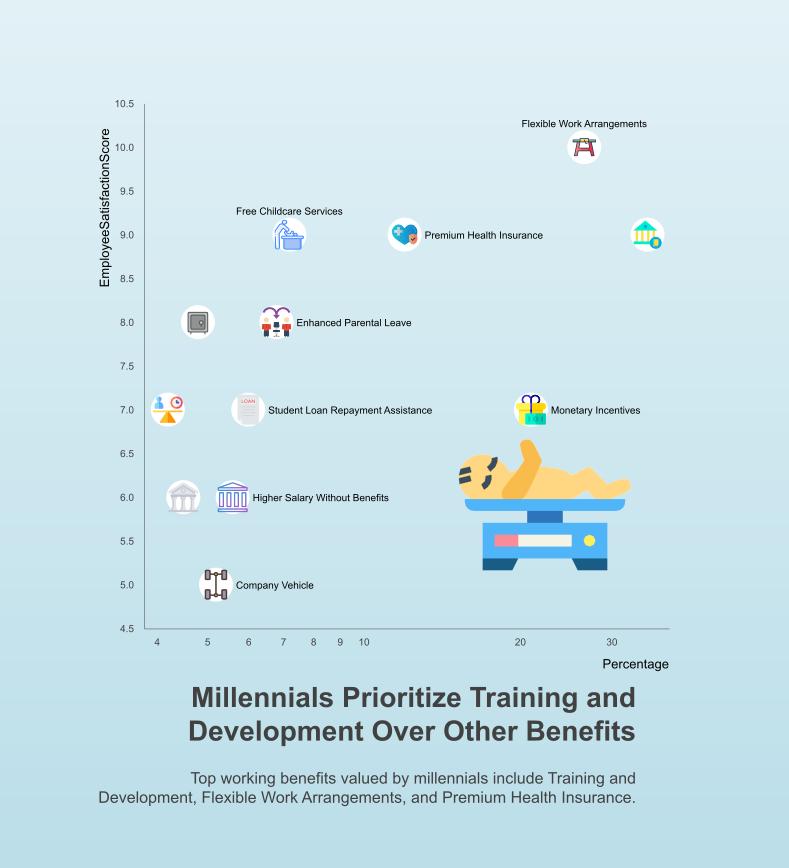 10.5
10.0
9.5
9.0
8.5
8.0
7.5
7.0
6.5
6.0
5.5
5.0
4.5
EmployeeSatisfactionScore
Flexible Work Arrangements
Free Childcare Services
Premium Health Insurance
Enhanced Parental Leave
LOAN
Student Loan Repayment Assistance
Monetary Incentives
Higher Salary Without Benefits
Company Vehicle
4 5 6 7 8 9 10 20 30
Percentage
Millennials Prioritize Training and
Development Over Other Benefits
Top working benefits valued by millennials include Training and
Development, Flexible Work Arrangements, and Premium Health Insurance.